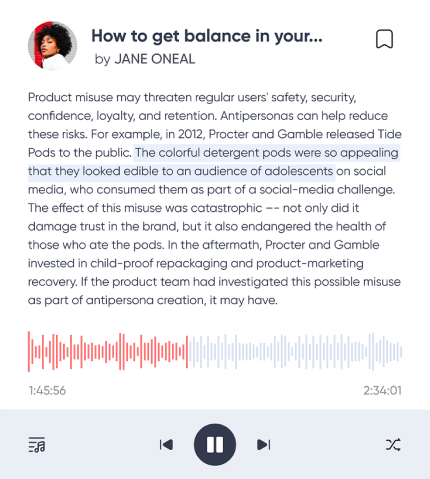 How to get balance in your...
by JANE ONEAL
Product misuse may threaten regular users' safety, security,
confidence, loyalty, and retention. Antipersonas can help reduce
these risks. For example, in 2012, Procter and Gamble released Tide
Pods to the public. The colorful detergent pods were so appealing
that they looked edible to an audience of adolescents on social
media, who consumed them as part of a social-media challenge.
The effect of this misuse was catastrophic –- not only did it
damage trust in the brand, but it also endangered the health of
those who ate the pods. In the aftermath, Procter and Gamble
invested in child-proof repackaging and product-marketing
recovery. If the product team had investigated this possible misuse
as part of antipersona creation, it may have.
1:45:56
2:34:01